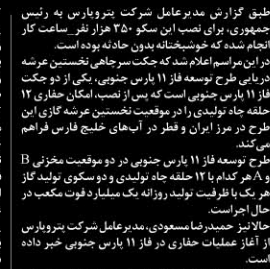 طبق گزارش مدیرعامل شرکت پتروپارس به رئیس
جمهوری، برای نصب این سکو ۳۵۰ هزار نفر_ساعت کار
انجام شده که خوشبختانه بدون حادثه بوده است.
در این مراسم اعلام شد که جکت سرچاهی نخستین عرشه
دریایی طرح توسعه فاز ۱۱ پارس جنوبی، یکی از دو جکت
فاز ۱۱ پارس جنوبی است که پس از نصب، امکان حفاری ۱۲
حلقه چاه تولیدی را در موقعیت نخستین عرشه گازی این
طرح در مرز ایران و قطر در آب‌های خلیج فارس فراهم
می‌کند.
طرح توسعه فاز ۱۱ پارس جنوبی در دو موقعیت مخزنی B
و A هر کدام با ۱۲ حلقه چاه تولیدی و دو سکوی تولید گاز
هر یک با ظرفیت تولید روزانه یک میلیارد فوت مکعب در
حال اجراست.
حالا نیز حمیدرضا مسعودی، مدیرعامل شرکت پتروپارس
از آغاز عملیات حفاری در فاز ۱۱ پارس جنوبی خبر داده
است.